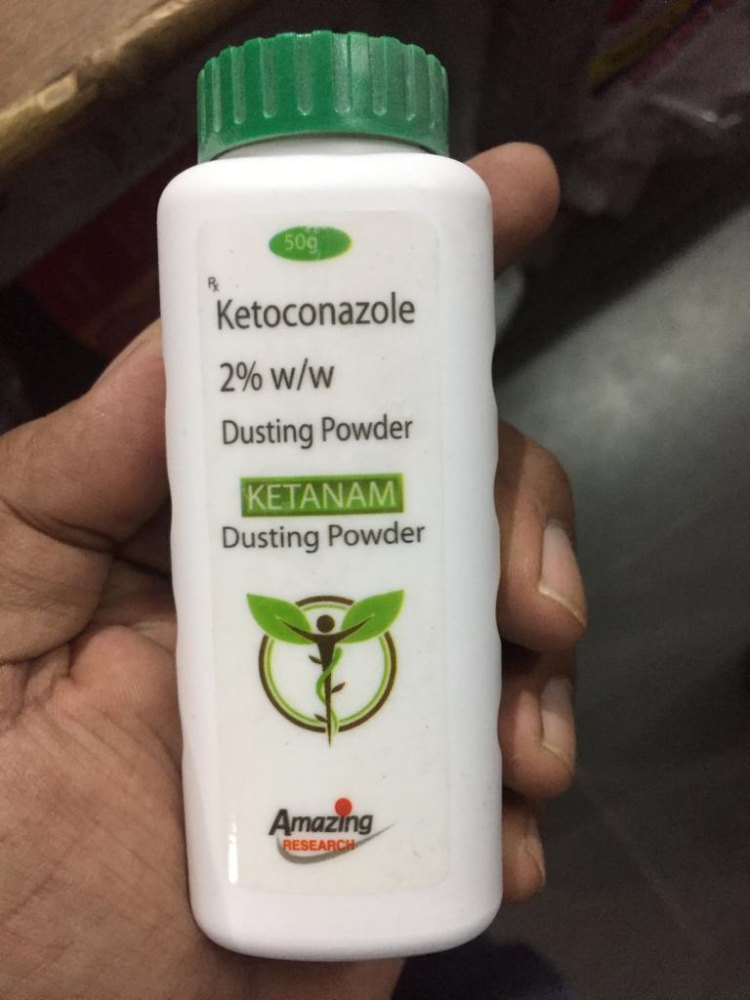 50g
℞
Ketoconazole
2% w/w
Dusting Powder
KETANAM
Dusting Powder
Amazing
RESEARCH